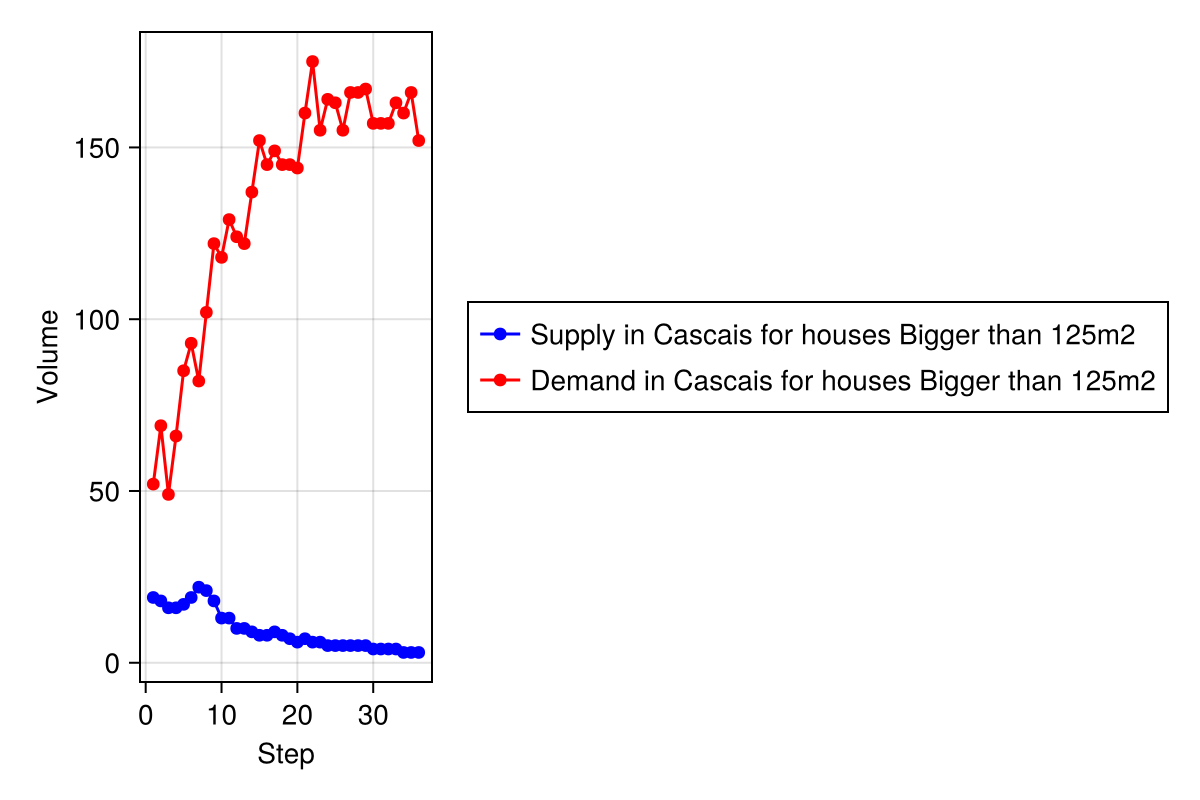 150
100
50
0
Volume
0 10 20 30
Step
Supply in Cascais for houses Bigger than 125m2
Demand in Cascais for houses Bigger than 125m2